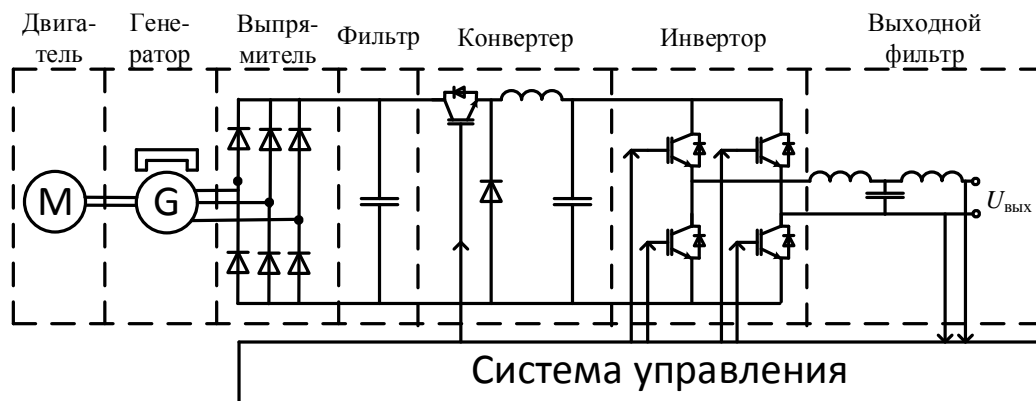 Двига-
тель
Гене-
ратор
Выпря-
митель
Фильтр
Конвертер
Инвертор
Выходной
фильтр
M
G
Uвых
Система управления